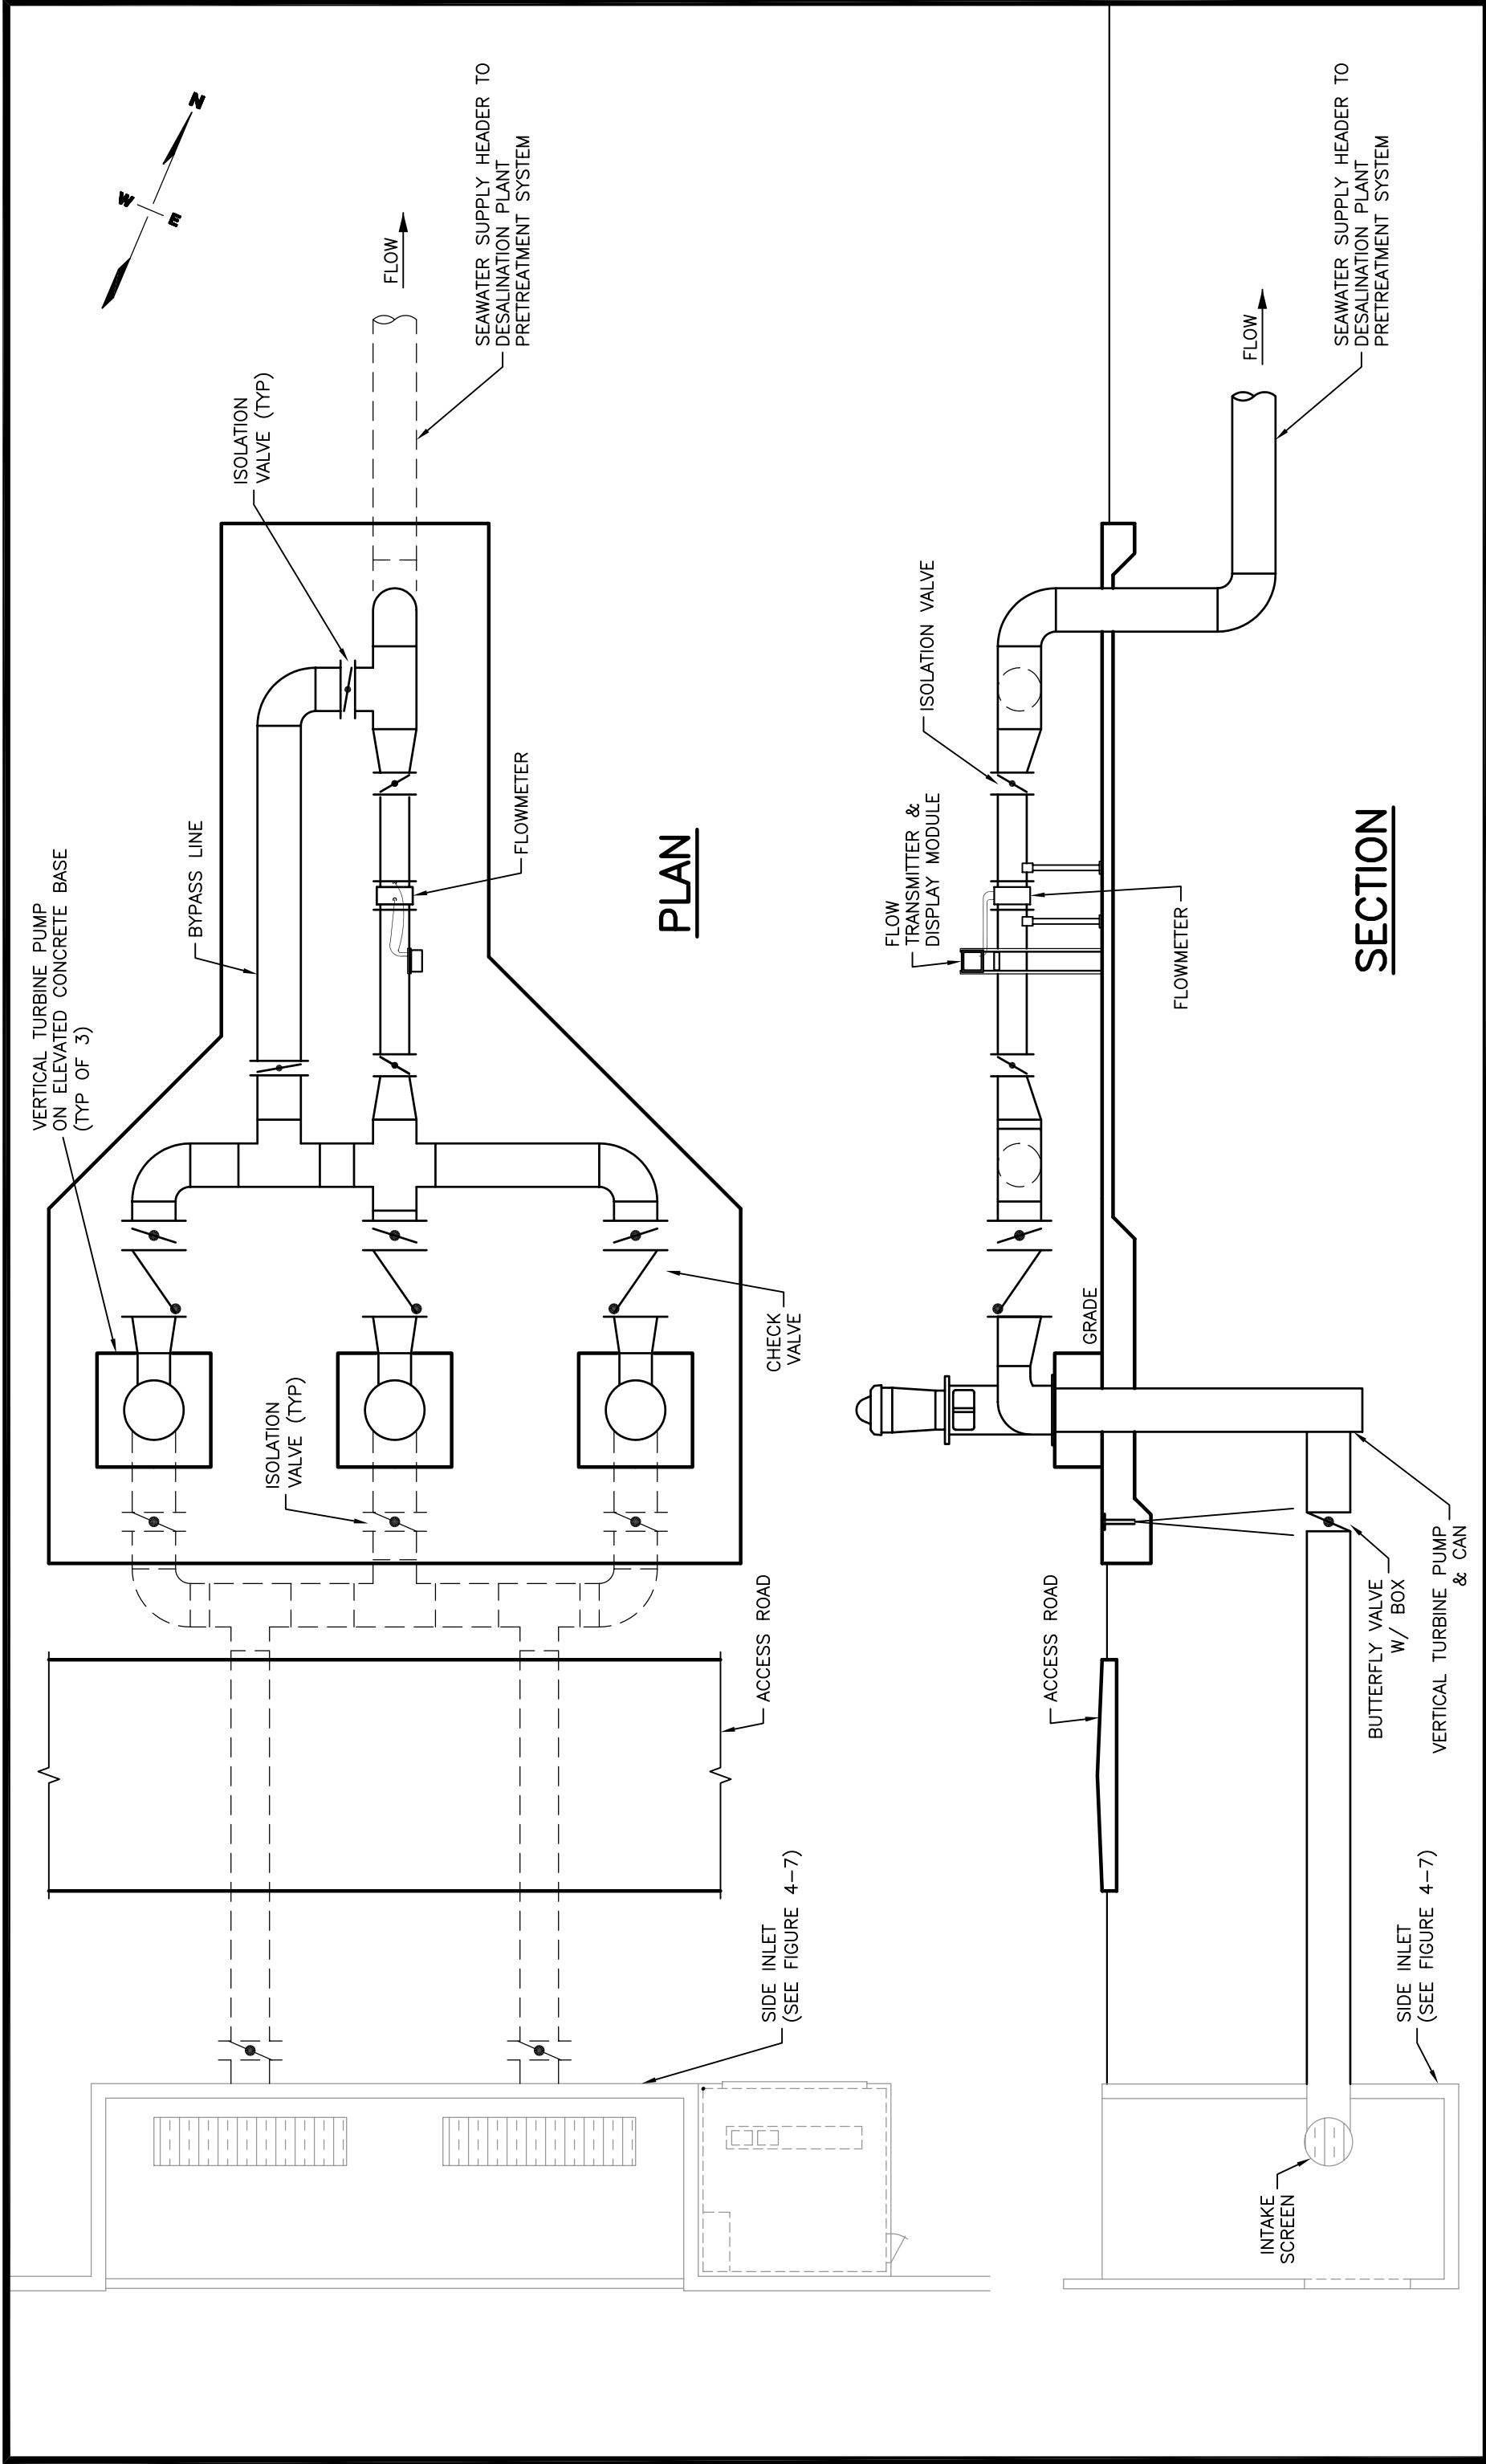 N
W
E
VERTICAL TURBINE PUMP
ON ELEVATED CONCRETE BASE
(TYP OF 3)
BYPASS LINE
ISOLATION
VALVE (TYP)
FLOW
SEAWATER SUPPLY HEADER TO
DESALINATION PLANT
PRETREATMENT SYSTEM
ISOLATION
VALVE (TYP)
FLOWMETER
CHECK
VALVE
ACCESS ROAD
SIDE INLET
(SEE FIGURE 4-7)
PLAN
FLOW
TRANSMITTER &
DISPLAY MODULE
ISOLATION VALVE
GRADE
ACCESS ROAD
FLOWMETER
FLOW
SEAWATER SUPPLY HEADER TO
DESALINATION PLANT
PRETREATMENT SYSTEM
INTAKE
SCREEN
SIDE INLET
(SEE FIGURE 4-7)
BUTTERFLY VALVE
W/ BOX
VERTICAL TURBINE PUMP
& CAN
SECTION